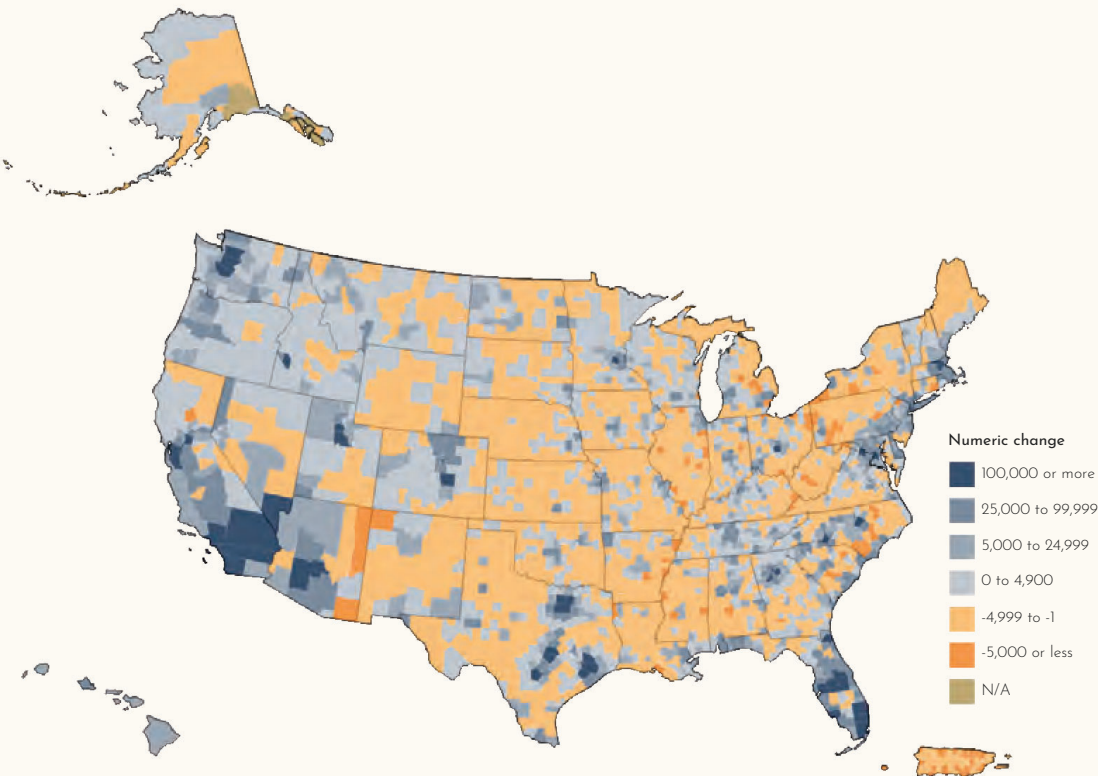 Numeric change
100,000 or more
25,000 to 99,999
5,000 to 24,999
0 to 4,900
-4,999 to -1
-5,000 or less
N/A